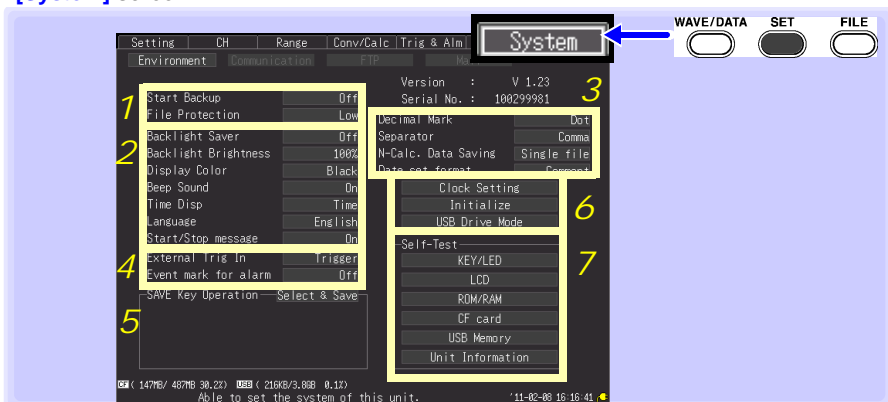 WAVE/DATA SET FILE
Setting CH Range Conv/Calc Trig & Alm System
Environment Communication FTP
Version : V 1.23
Serial No. : 100299981
1
Start Backup Off
File Protection Low
2
Backlight Saver Off
Backlight Brightness 100%
Display Color Black
Beep Sound On
Time Disp Time
Language English
Start/Stop message On
4
External Trig In Trigger
Event mark for alarm Off
5
SAVE Key Operation Select & Save
3
Decimal Mark Dot
Separator Comma
N-Calc. Data Saving Single file
Date set format Comment
6
Clock Setting
Initialize
USB Drive Mode
7
Self-Test
KEY/LED
LCD
ROM/RAM
CF card
USB Memory
Unit Information
CF ( 147MB/ 487MB 30.2%) USB ( 216KB/3.8GB 0.1%)
Able to set the system of this unit. '11-02-08 16:16:41